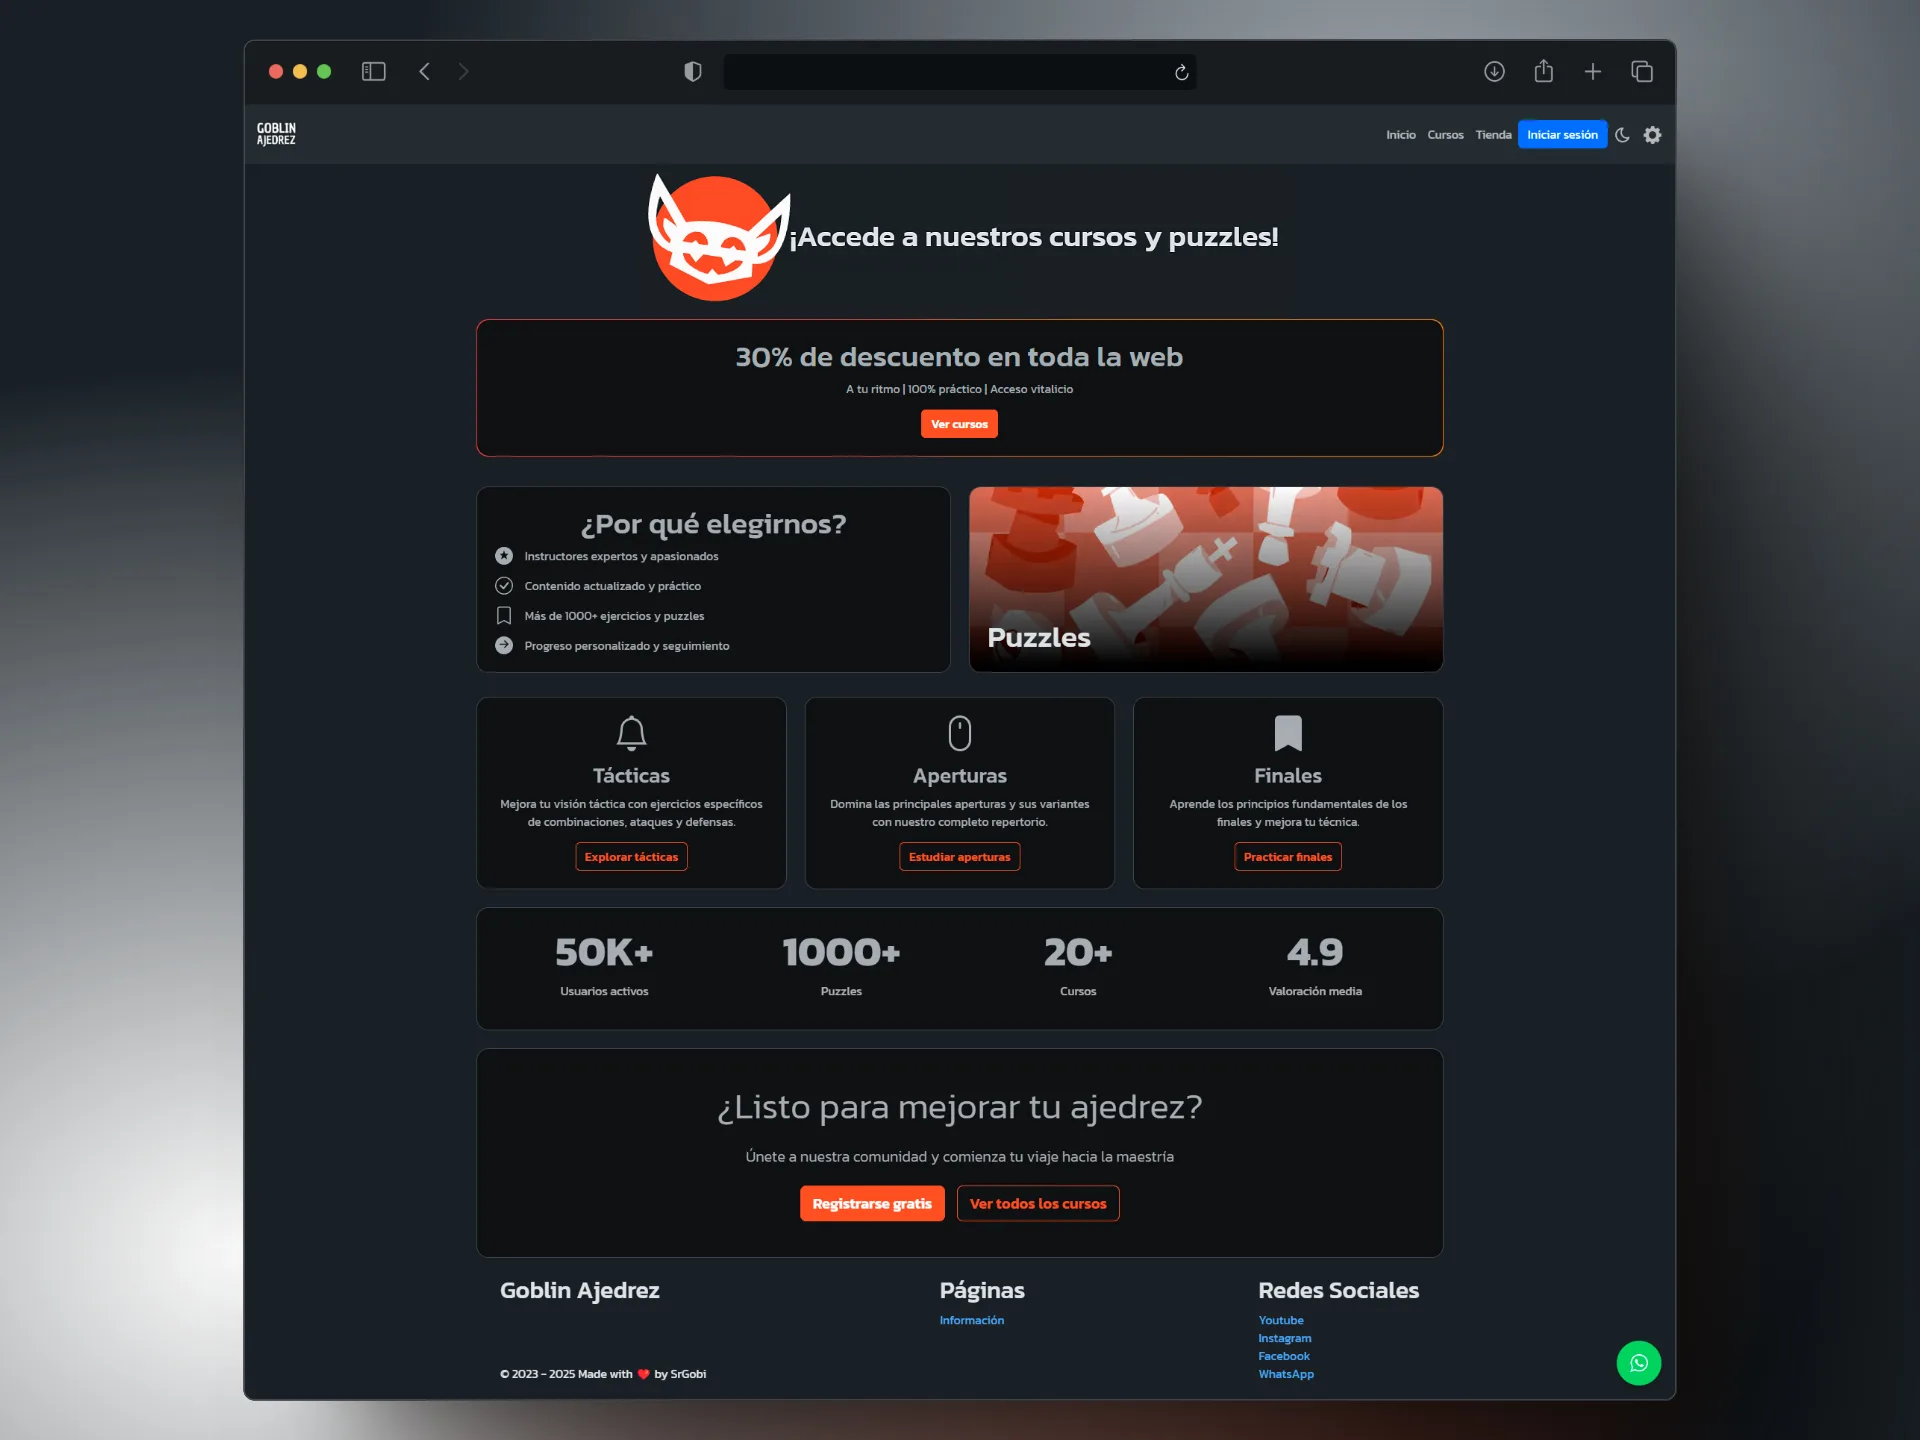 GOBLIN
AJEDREZ
Inicio
Cursos
Tienda
Iniciar sesión
¡Accede a nuestros cursos y puzzles!
30% de descuento en toda la web
A tu ritmo | 100% práctico | Acceso vitalicio
Ver cursos
¿Por qué elegirnos?
Instructores expertos y apasionados
Contenido actualizado y práctico
Más de 1000+ ejercicios y puzzles
Progreso personalizado y seguimiento
Puzzles
Tácticas
Mejora tu visión táctica con ejercicios específicos
de combinaciones, ataques y defensas.
Explorar tácticas
Aperturas
Domina las principales aperturas y sus variantes
con nuestro completo repertorio.
Estudiar aperturas
Finales
Aprende los principios fundamentales de los
finales y mejora tu técnica.
Practicar finales
50K+
Usuarios activos
1000+
Puzzles
20+
Cursos
4.9
Valoración media
¿Listo para mejorar tu ajedrez?
Únete a nuestra comunidad y comienza tu viaje hacia la maestría
Registrarse gratis
Ver todos los cursos
Goblin Ajedrez
© 2023 - 2025 Made with ❤️ by SrGobi
Páginas
Información
Redes Sociales
Youtube
Instagram
Facebook
WhatsApp